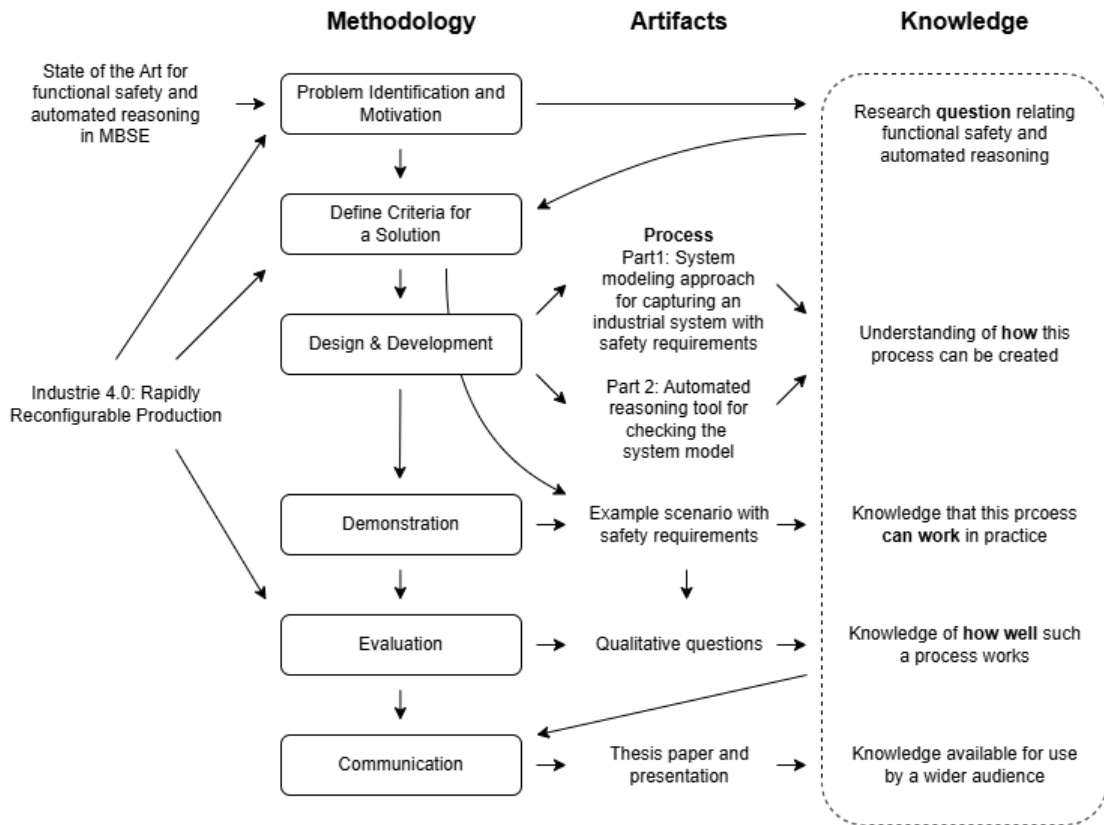 Methodology
Artifacts
Knowledge
State of the Art for
functional safety and
automated reasoning
in MBSE
Problem Identification and
Motivation
Research question relating
functional safety and
automated reasoning
Define Criteria for
a Solution
Process
Part1: System
modeling approach
for capturing an
industrial system with
safety requirements
Design & Development
Understanding of how this
process can be created
Industrie 4.0: Rapidly
Reconfigurable Production
Part 2: Automated
reasoning tool for
checking the
system model
Demonstration
Example scenario with
safety requirements
Knowledge that this prcoess
can work in practice
Evaluation
Qualitative questions
Knowledge of how well such
a process works
Communication
Thesis paper and
presentation
Knowledge available for use
by a wider audience